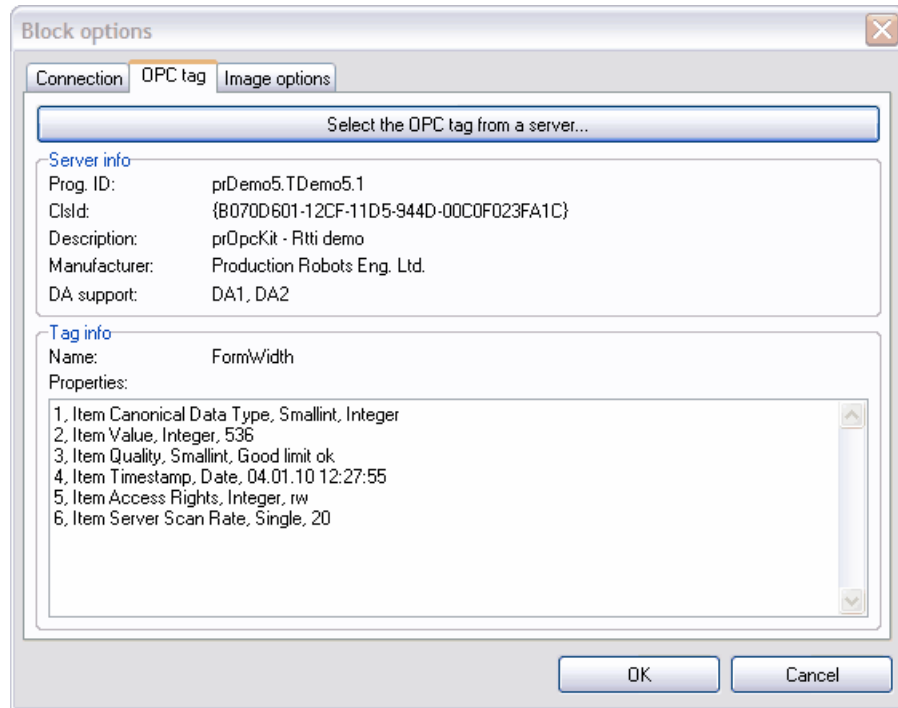 Block options
Connection OPC tag Image options
Select the OPC tag from a server...
Server info
Prog. ID: prDemo5.TDemo5.1
ClsId: {B070D601-12CF-11D5-944D-00C0F023FA1C}
Description: prOpcKit - Rtti demo
Manufacturer: Production Robots Eng. Ltd.
DA support: DA1, DA2
Tag info
Name: FormWidth
Properties:
1, Item Canonical Data Type, Smallint, Integer
2, Item Value, Integer, 536
3, Item Quality, Smallint, Good limit ok
4, Item Timestamp, Date, 04.01.10 12:27:55
5, Item Access Rights, Integer, rw
6, Item Server Scan Rate, Single, 20
OK Cancel